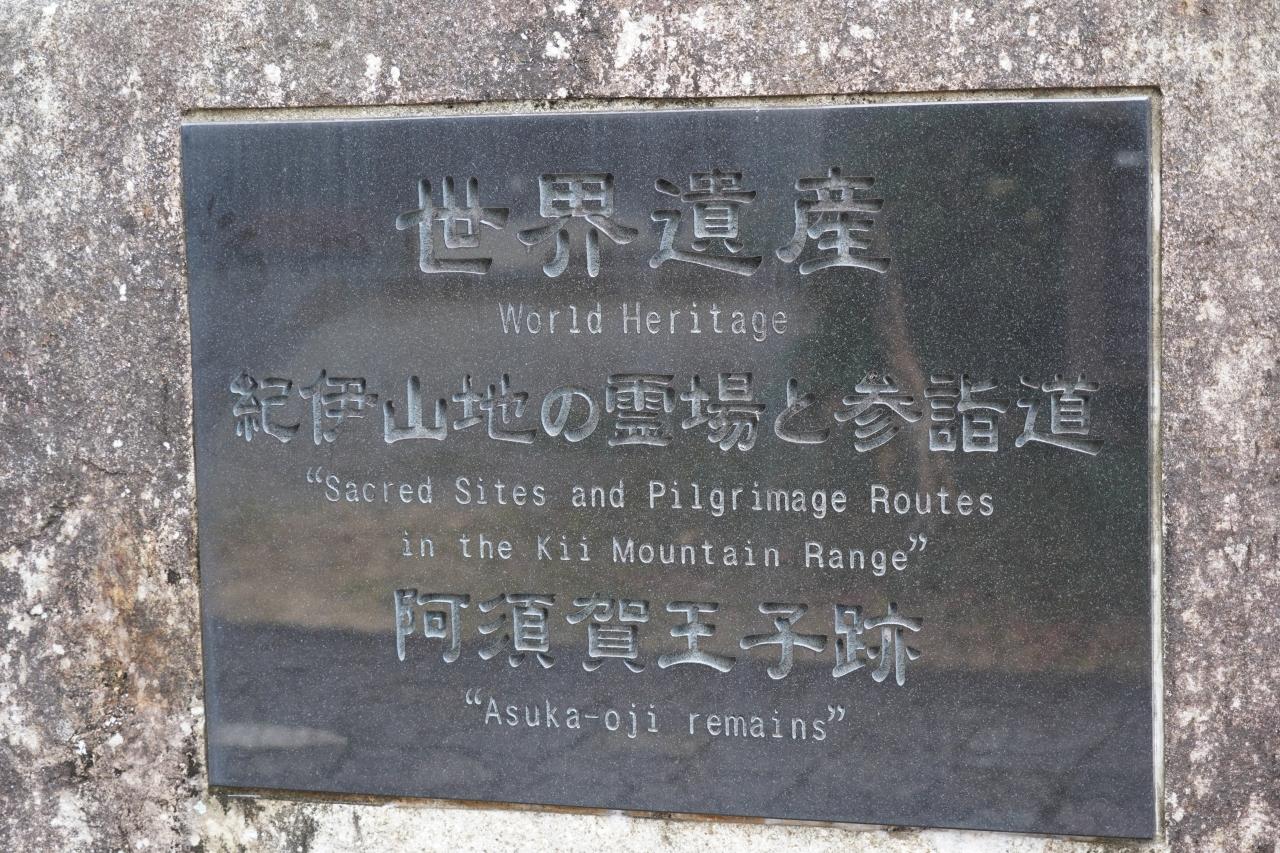 世界遺産
World Heritage
紀伊山地の霊場と参詣道
“Sacred Sites and Pilgrimage Routes
in the Kii Mountain Range”
阿須賀王子跡
“Asuka-oji remains”